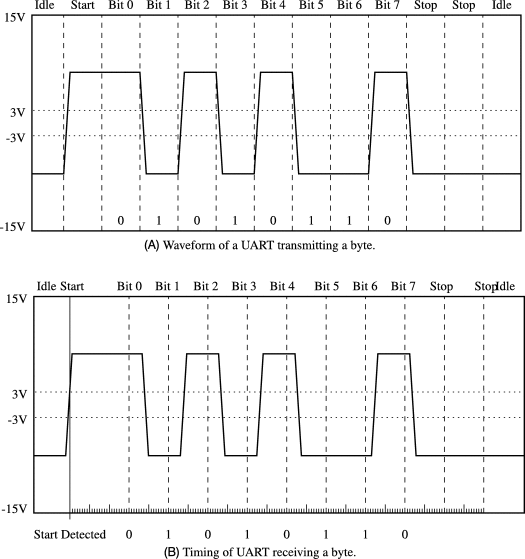 Idle Start Bit 0 Bit 1 Bit 2 Bit 3 Bit 4 Bit 5 Bit 6 Bit 7 Stop Stop Idle
15V
3V
-3V
0 1 0 1 0 1 1 0
-15V
(A) Waveform of a UART transmitting a byte.
Idle Start Bit 0 Bit 1 Bit 2 Bit 3 Bit 4 Bit 5 Bit 6 Bit 7 Stop Stop Idle
15V
3V
-3V
-15V
Start Detected 0 1 0 1 0 1 1 0
(B) Timing of UART receiving a byte.